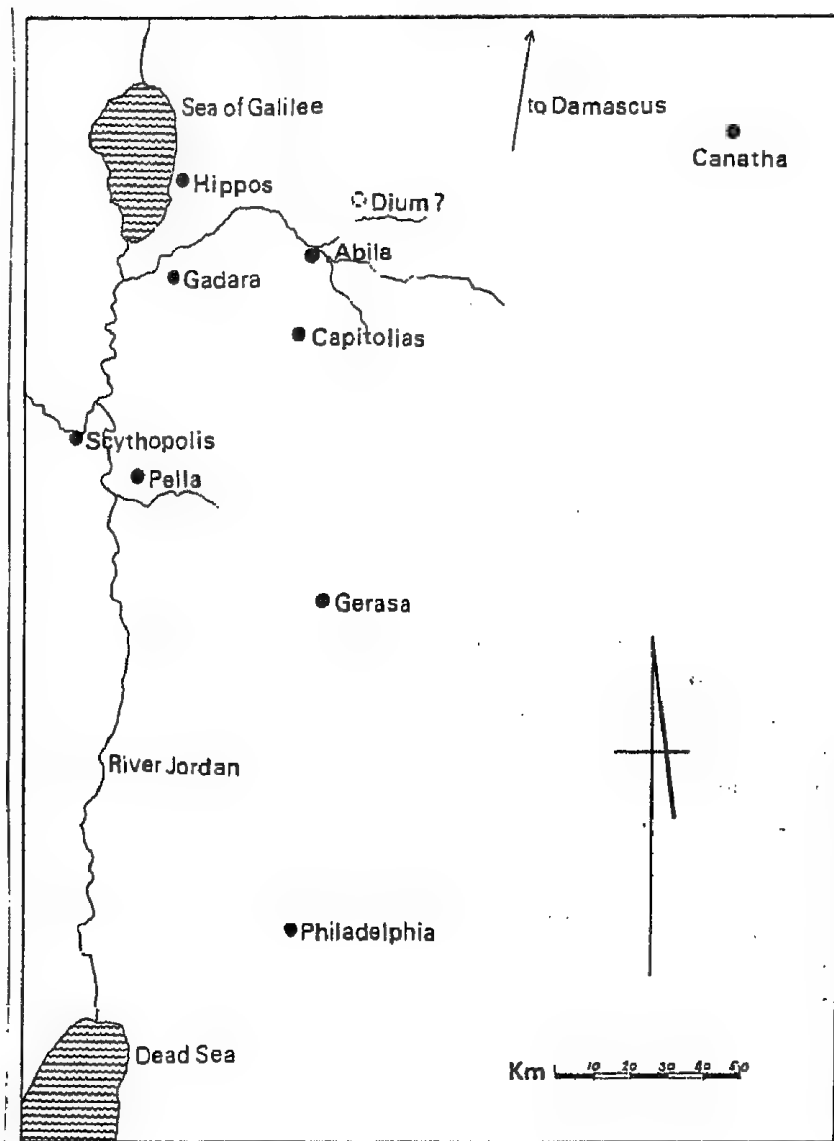 Sea of Galilee
to Damascus
Canatha
Hippos
Dium ?
Abila
Gadara
Capitolias
Scythopolis
Pella
Gerasa
River Jordan
Philadelphia
Dead Sea
Km 10 20 30 40 50